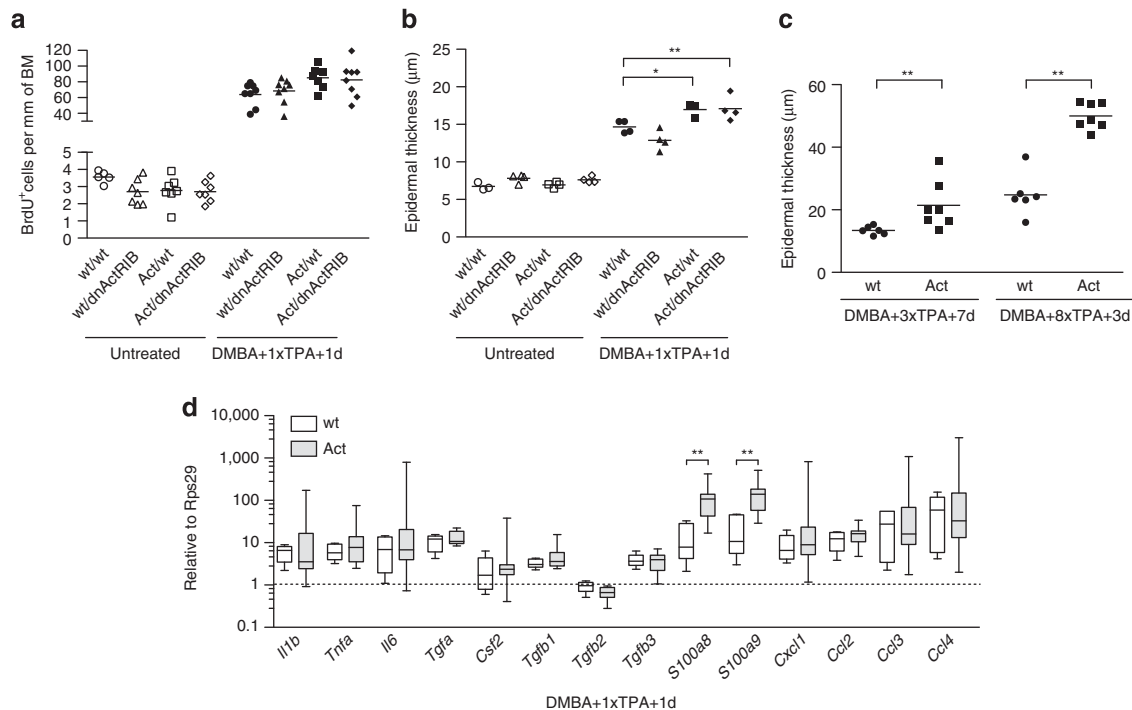 a
BrdU+cells per mm of BM
120
100
80
60
40
5
4
3
2
1
0
wt/wt
wt/dnActRIB
Act/wt
Act/dnActRIB
wt/wt
wt/dnActRIB
Act/wt
Act/dnActRIB
Untreated
DMBA+1xTPA+1d
b
Epidermal thickness (μm)
25
20
15
10
5
0
**
*
wt/wt
wt/dnActRIB
Act/wt
Act/dnActRIB
wt/wt
wt/dnActRIB
Act/wt
Act/dnActRIB
Untreated
DMBA+1xTPA+1d
c
Epidermal thickness (μm)
60
40
20
0
**
**
wt
Act
wt
Act
DMBA+3xTPA+7d
DMBA+8xTPA+3d
d
Relative to Rps29
10,000
1,000
100
10
1
0.1
wt
Act
**
**
Il1b
Tnfa
Il6
Tgfa
Csf2
Tgfb1
Tgfb2
Tgfb3
S100a8
S100a9
Cxcl1
Ccl2
Ccl3
Ccl4
DMBA+1xTPA+1d